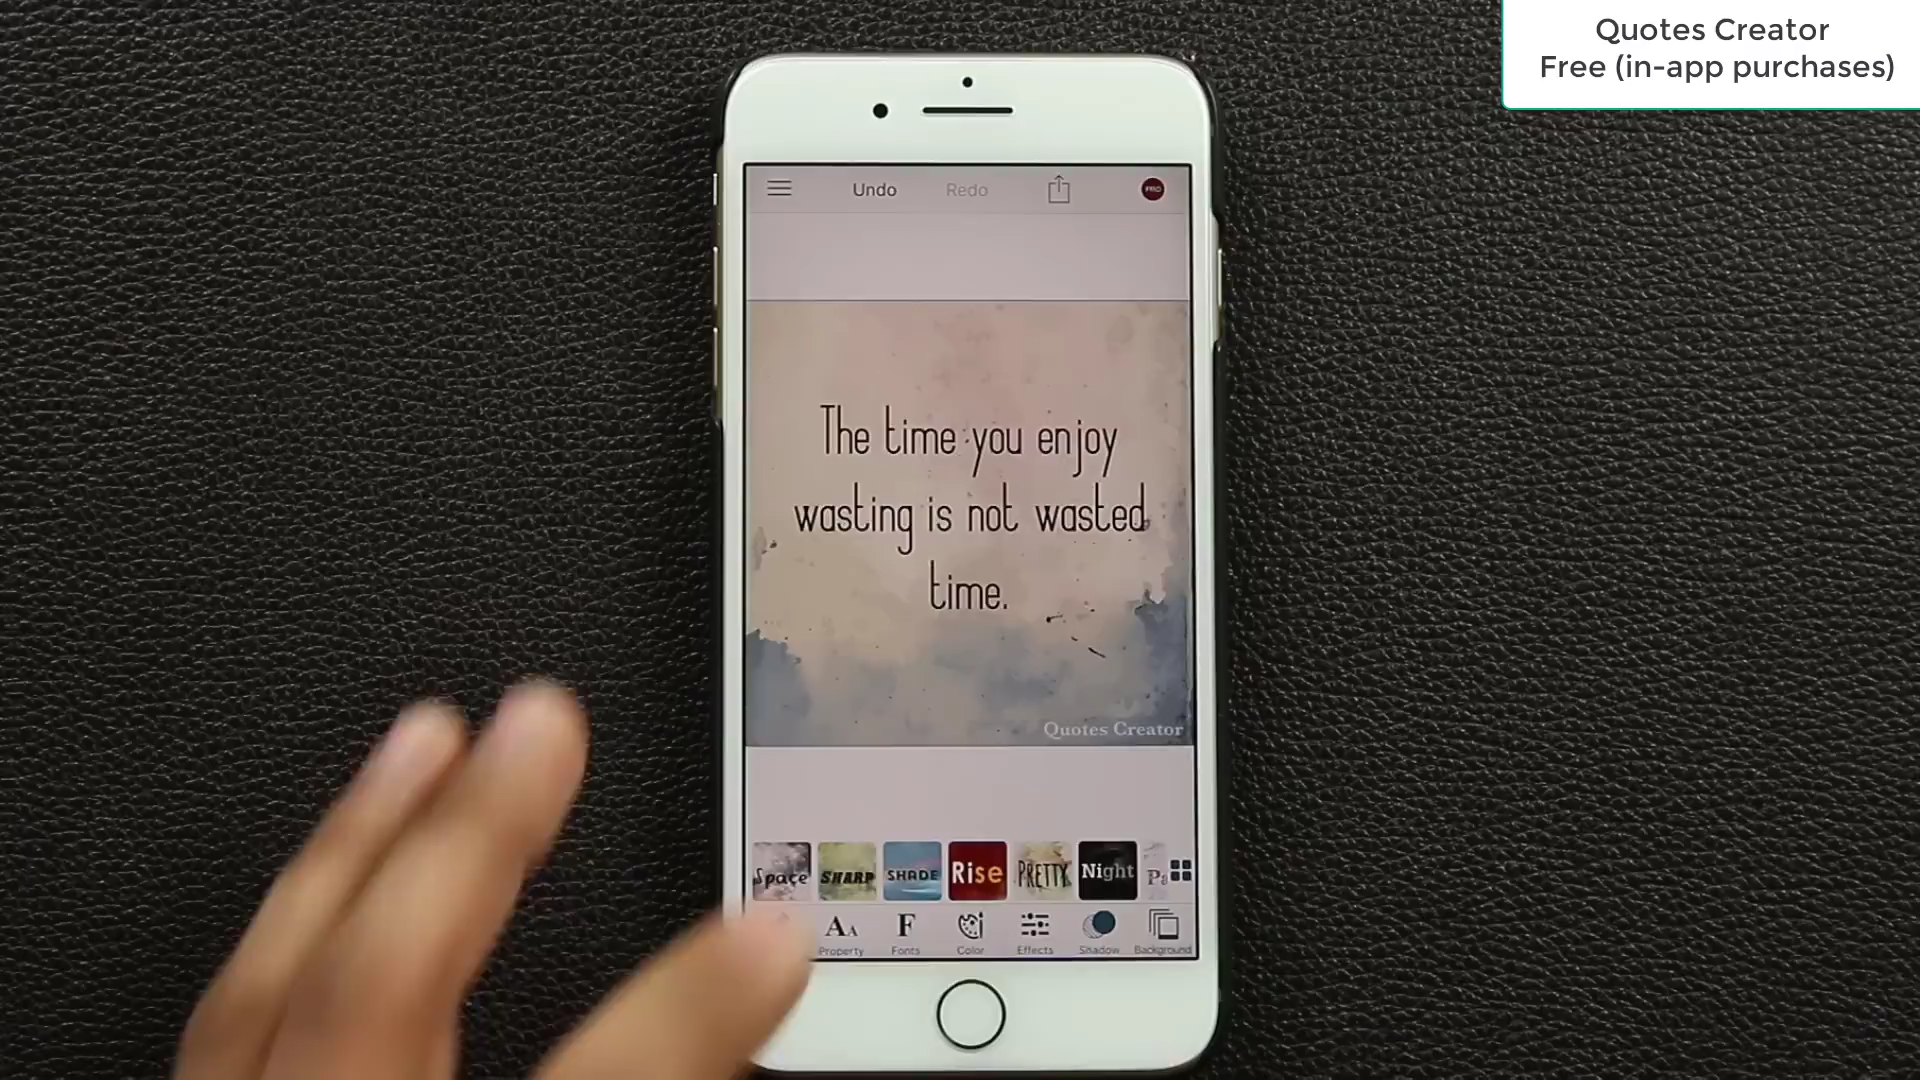 Quotes Creator
Free (in-app purchases)
Undo Redo PRO
The time you enjoy
wasting is not wasted
time.
Quotes Creator
Space SHARP SHADE Rise PRETTY Night
Property Fonts Color Effects Shadow Background